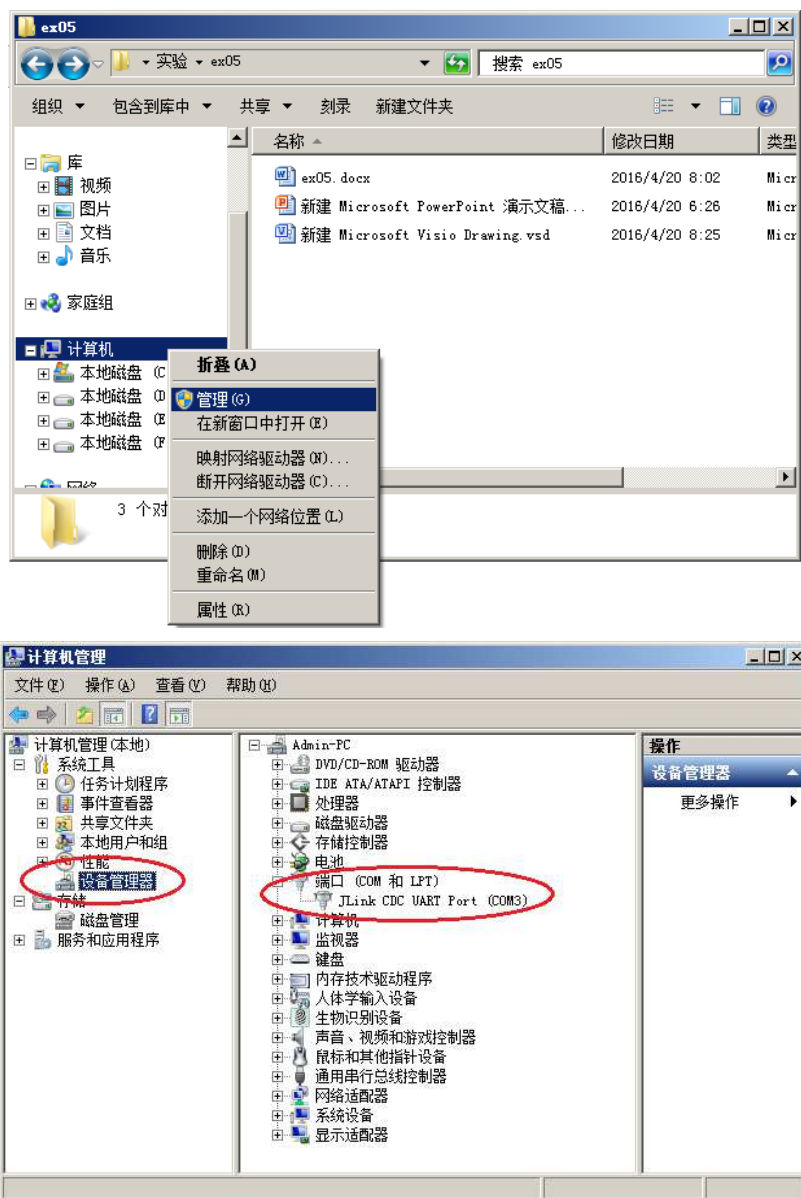 ex05
实验 ex05
搜索 ex05
组织 包含到库中 共享 刻录 新建文件夹
名称 修改日期 类型
库
视频
图片
文档
音乐
家庭组
计算机
本地磁盘 (C
本地磁盘 (D
本地磁盘 (E
本地磁盘 (F
网络
ex05.docx 2016/4/20 8:02 Micr
新建 Microsoft PowerPoint 演示文稿... 2016/4/20 6:26 Micr
新建 Microsoft Visio Drawing.vsd 2016/4/20 8:25 Micr
折叠(A)
管理(G)
在新窗口中打开(E)
映射网络驱动器(N)...
断开网络驱动器(C)...
添加一个网络位置(L)
删除(D)
重命名(M)
属性(R)
3 个对
计算机管理
文件(F) 操作(A) 查看(V) 帮助(H)
计算机管理(本地)
系统工具
任务计划程序
事件查看器
共享文件夹
本地用户和组
性能
设备管理器
存储
磁盘管理
服务和应用程序
Admin-PC
DVD/CD-ROM 驱动器
IDE ATA/ATAPI 控制器
处理器
磁盘驱动器
存储控制器
电池
端口 (COM 和 LPT)
JLink CDC UART Port (COM3)
计算机
监视器
键盘
内存技术驱动程序
人体学输入设备
生物识别设备
声音、视频和游戏控制器
鼠标和其他指针设备
通用串行总线控制器
网络适配器
系统设备
显示适配器
操作
设备管理器
更多操作